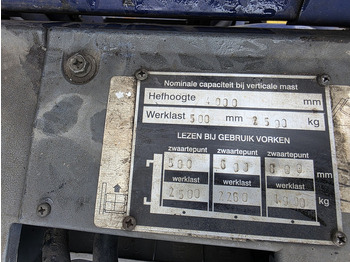 Nominale capaciteit bij verticale mast
Hefhoogte 000 mm
Werklast 500 mm 2500 kg
LEZEN BIJ GEBRUIK VORKEN
zwaartepunt zwaartepunt zwaartepunt
500 600 mm
werklast werklast werklast
2500 kg